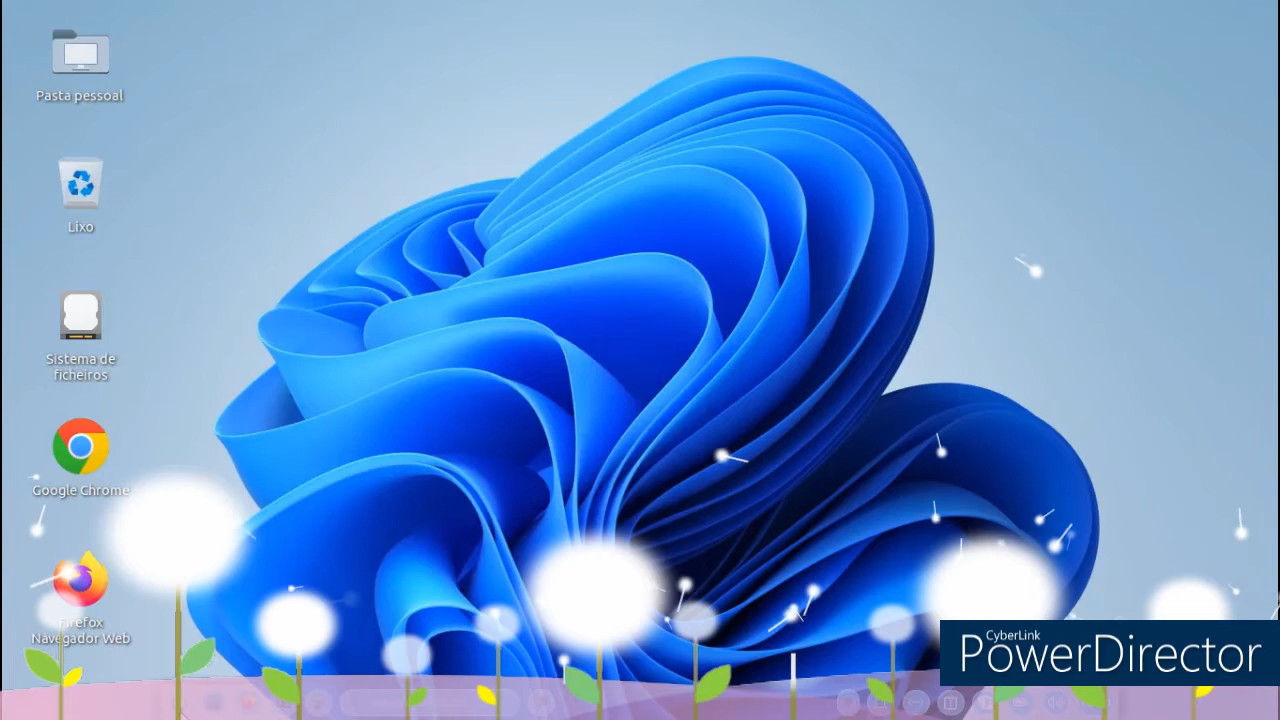 Pasta pessoal
Lixo
Sistema de
ficheiros
Google Chrome
Firefox
Navegador Web
CyberLink
PowerDirector